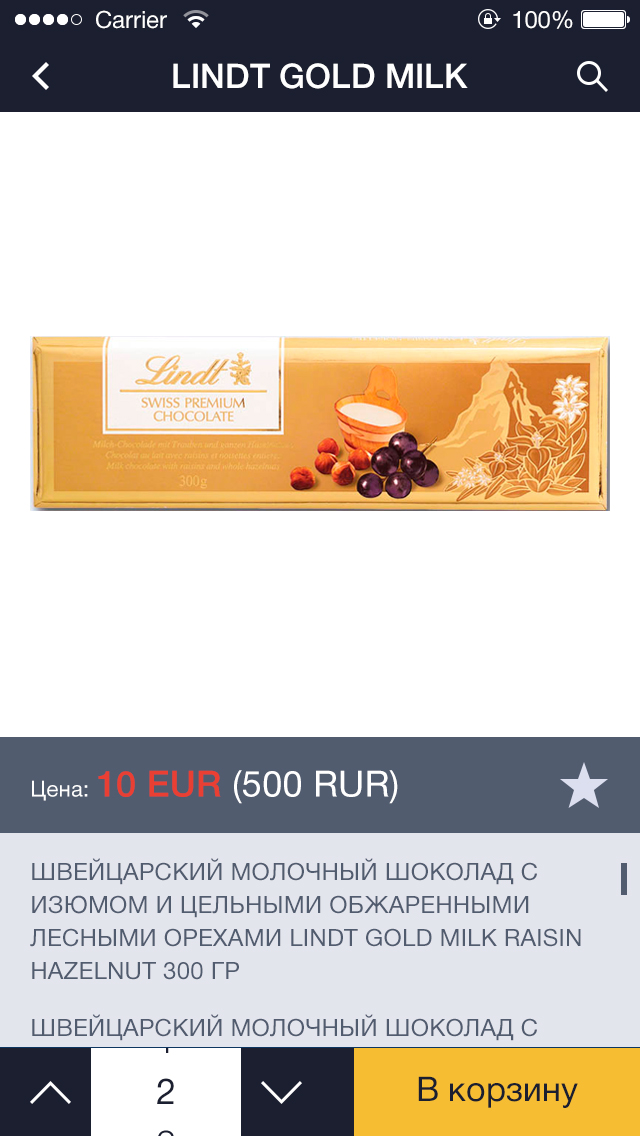 Carrier 100%
LINDT GOLD MILK
Lindt
SWISS PREMIUM
CHOCOLATE
Milch-Chocolade mit Trauben und ganzen
Chocolat au lait avec raisins et noisettes entières.
Milk chocolate with raisins and whole hazelnuts
300g
Цена: 10 EUR (500 RUR)
ШВЕЙЦАРСКИЙ МОЛОЧНЫЙ ШОКОЛАД С
ИЗЮМОМ И ЦЕЛЬНЫМИ ОБЖАРЕННЫМИ
ЛЕСНЫМИ ОРЕХАМИ LINDT GOLD MILK RAISIN
HAZELNUT 300 ГР
ШВЕЙЦАРСКИЙ МОЛОЧНЫЙ ШОКОЛАД С
2
В корзину